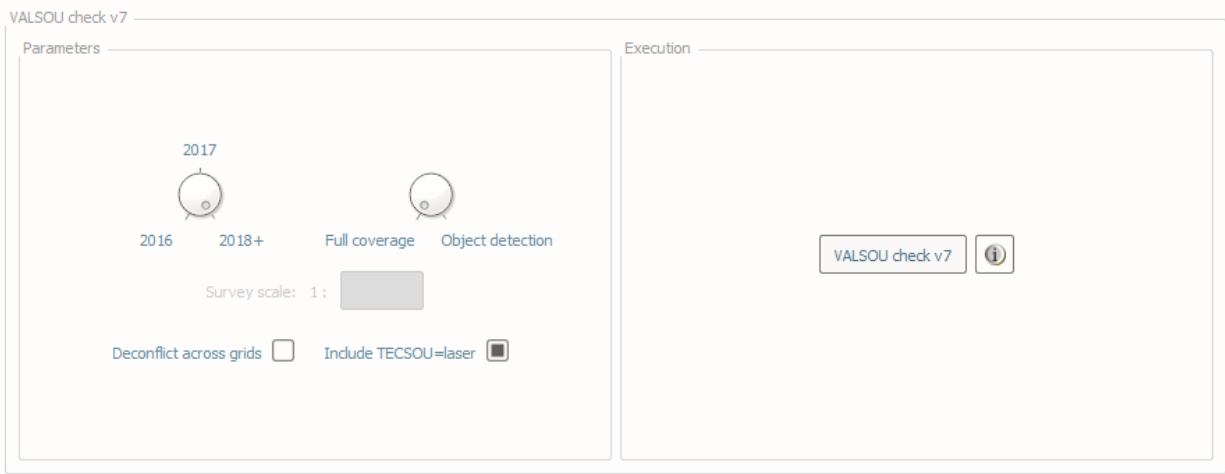 VALSOU check v7
Parameters
Execution
2017
2016
2018+
Full coverage
Object detection
VALSOU check v7
Survey scale: 1 :
Deconflict across grids
Include TECSOU=laser